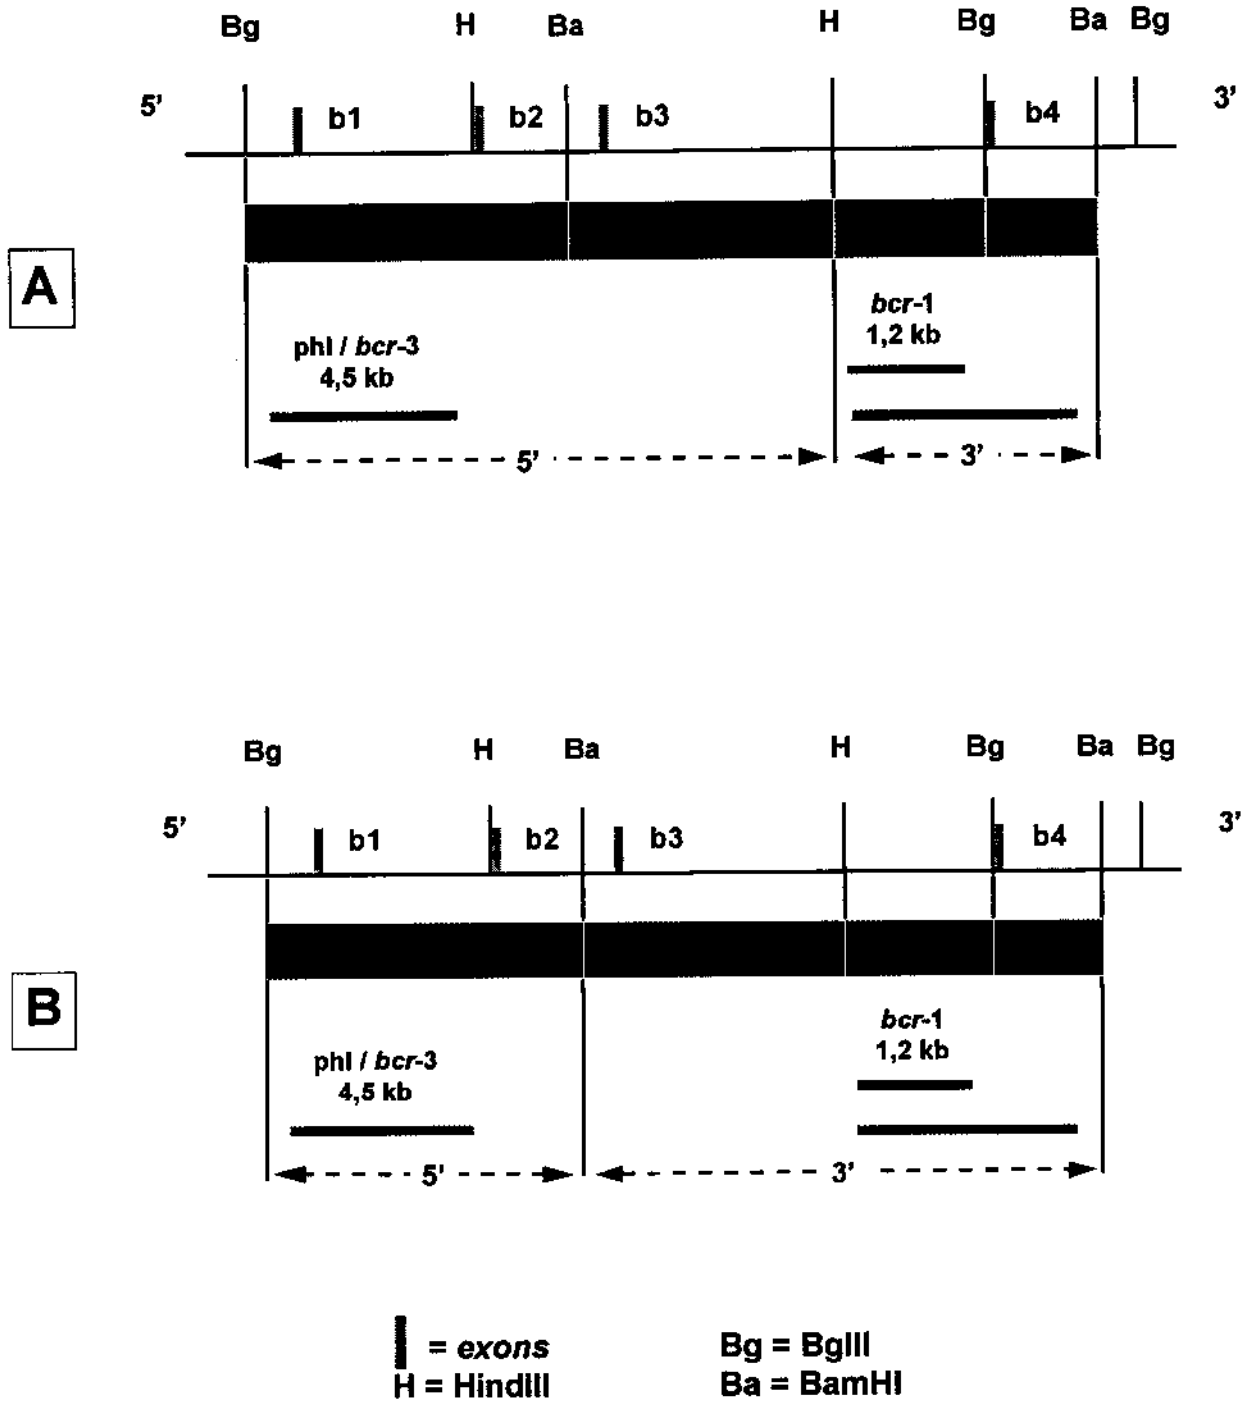 Bg H Ba H Bg Ba Bg
5' b1 b2 b3 b4 3'
A
bcr-1
1,2 kb
phI / bcr-3
4,5 kb
5' 3'
Bg H Ba H Bg Ba Bg
5' b1 b2 b3 b4 3'
B
bcr-1
1,2 kb
phI / bcr-3
4,5 kb
5' 3'
= exons Bg = BglII
H = HindIII Ba = BamHI